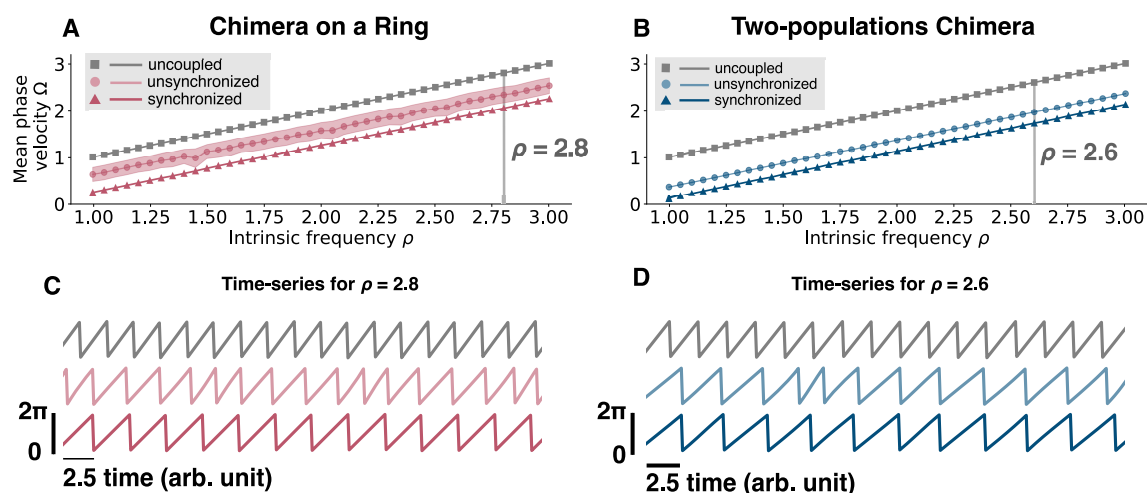 A
Chimera on a Ring
uncoupled
unsynchronized
synchronized
Mean phase
velocity Ω
3
2
1
0
ρ = 2.8
1.00 1.25 1.50 1.75 2.00 2.25 2.50 2.75 3.00
Intrinsic frequency ρ
B
Two-populations Chimera
uncoupled
unsynchronized
synchronized
3
2
1
0
ρ = 2.6
1.00 1.25 1.50 1.75 2.00 2.25 2.50 2.75 3.00
Intrinsic frequency ρ
C
Time-series for ρ = 2.8
2π
0
2.5 time (arb. unit)
D
Time-series for ρ = 2.6
2π
0
2.5 time (arb. unit)